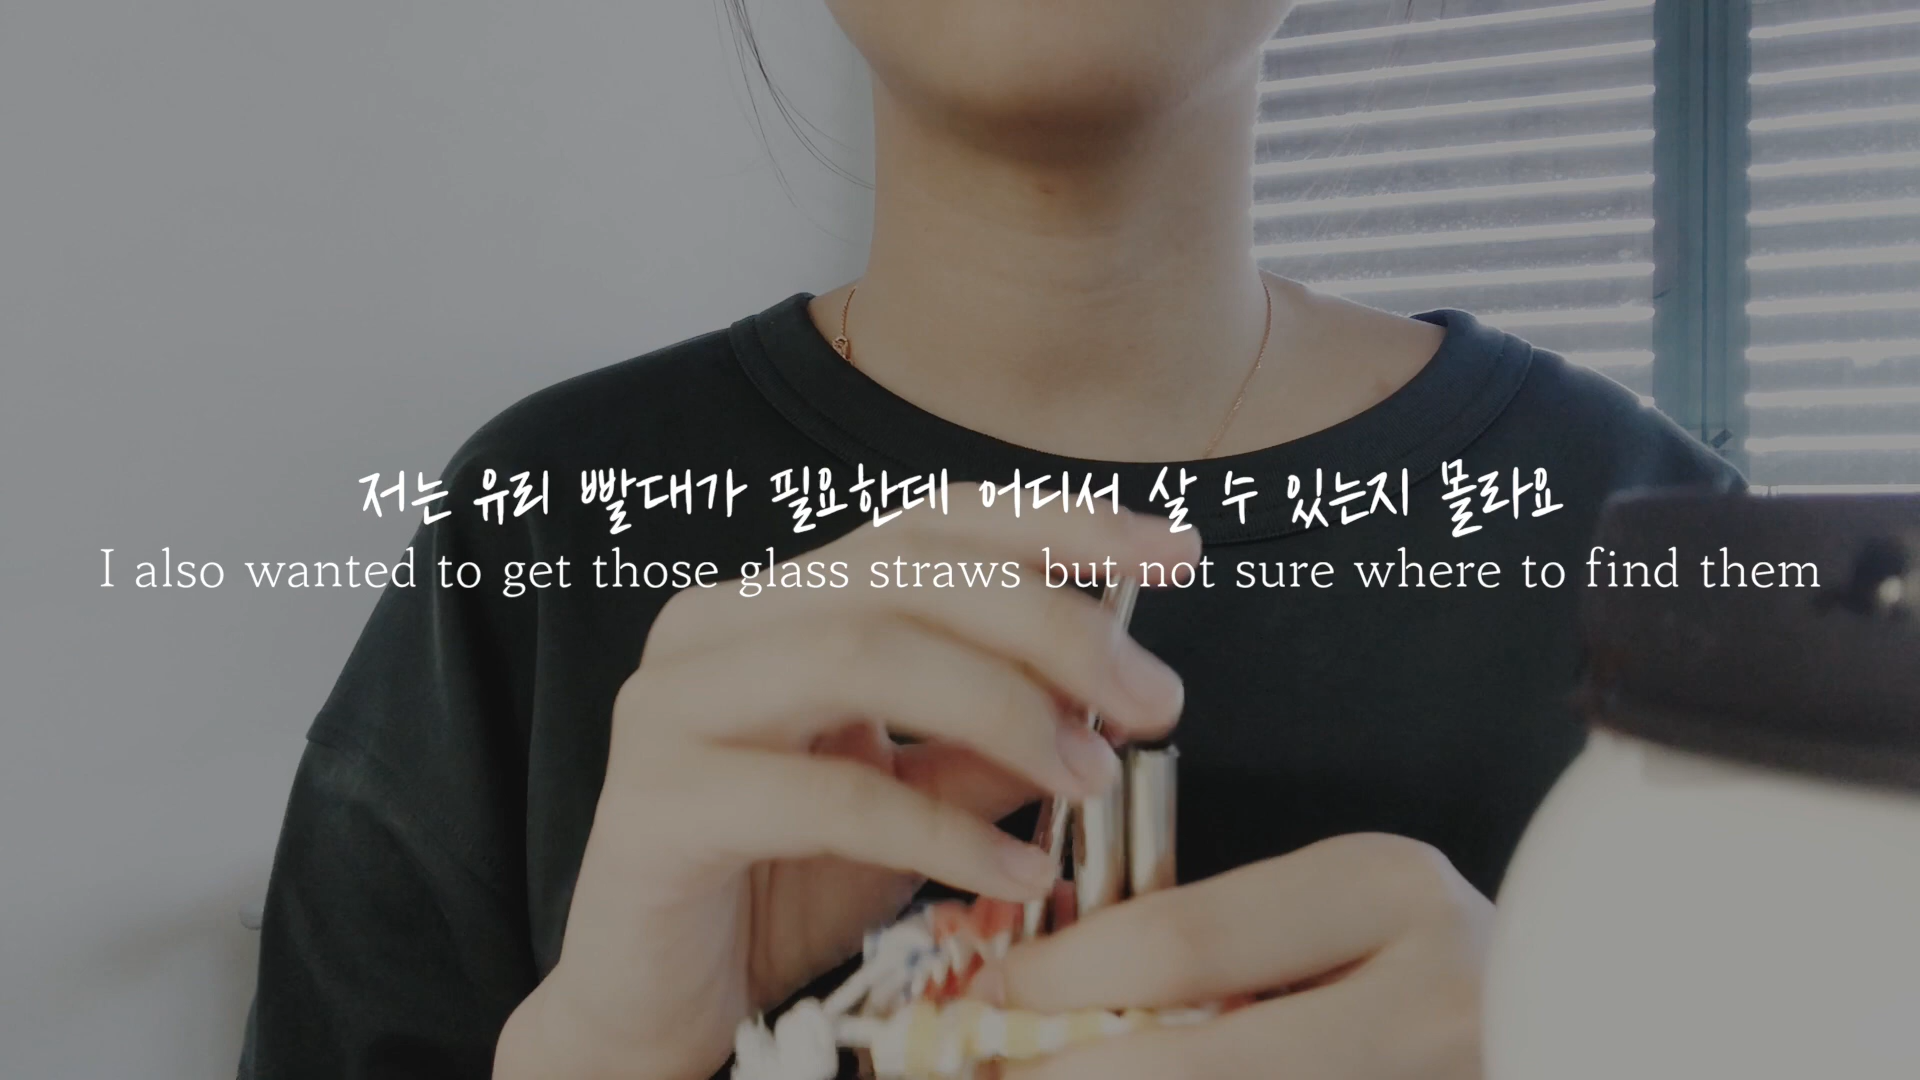 저는 유리 빨대가 필요한데 어디서 살 수 있는지 몰라요
I also wanted to get those glass straws but not sure where to find them